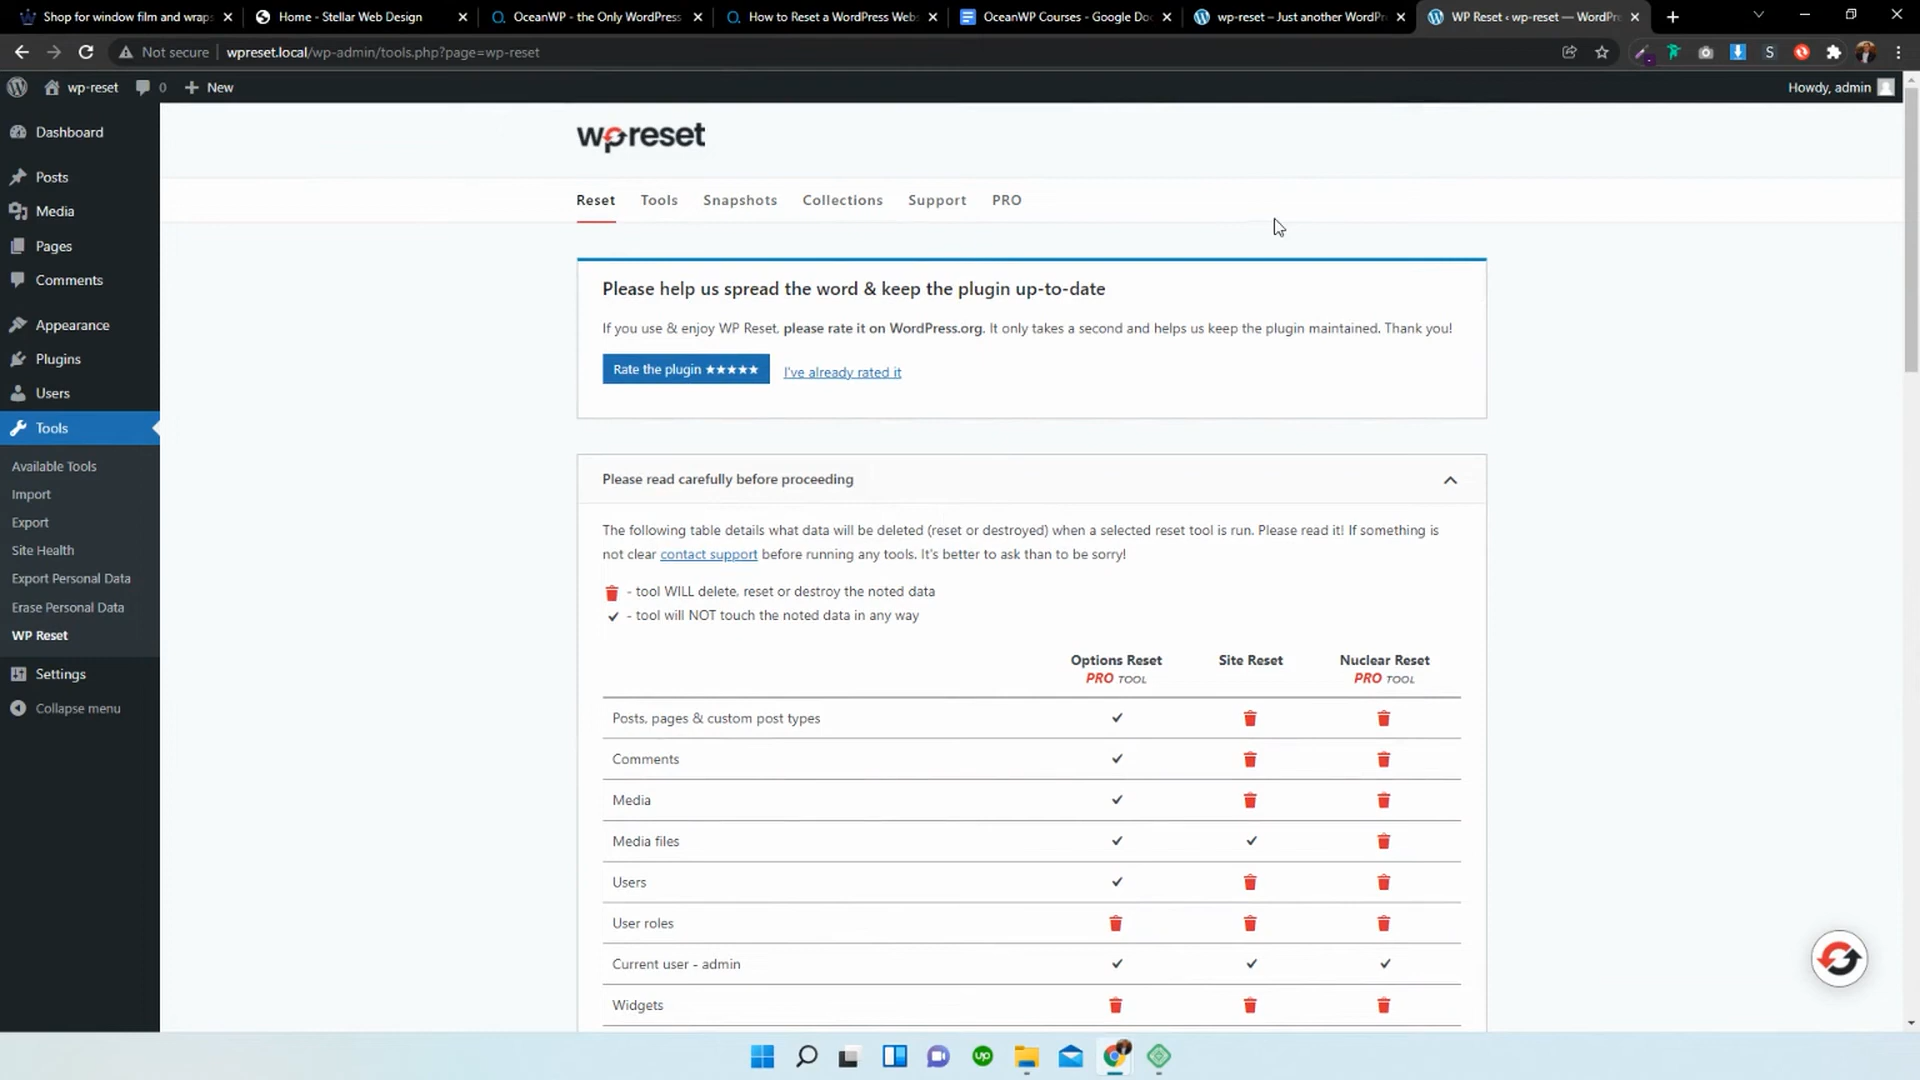 Shop for window film and wraps
Home - Stellar Web Design
OceanWP - the Only WordPress
How to Reset a WordPress Webs
OceanWP Courses - Google Doc
wp-reset – Just another WordPr
WP Reset ‹ wp-reset — WordPre
Not secure
wpreset.local/wp-admin/tools.php?page=wp-reset
wp-reset
0
New
Howdy, admin
Dashboard
Posts
Media
Pages
Comments
Appearance
Plugins
Users
Tools
Available Tools
Import
Export
Site Health
Export Personal Data
Erase Personal Data
WP Reset
Settings
Collapse menu
wpreset
Reset
Tools
Snapshots
Collections
Support
PRO
Please help us spread the word & keep the plugin up-to-date
If you use & enjoy WP Reset, please rate it on WordPress.org. It only takes a second and helps us keep the plugin maintained. Thank you!
Rate the plugin ★★★★★
I've already rated it
Please read carefully before proceeding
The following table details what data will be deleted (reset or destroyed) when a selected reset tool is run. Please read it! If something is
not clear contact support before running any tools. It's better to ask than to be sorry!
- tool WILL delete, reset or destroy the noted data
✓ - tool will NOT touch the noted data in any way
Options Reset
PRO TOOL
Site Reset
Nuclear Reset
PRO TOOL
Posts, pages & custom post types
Comments
Media
Media files
Users
User roles
Current user - admin
Widgets
S
up